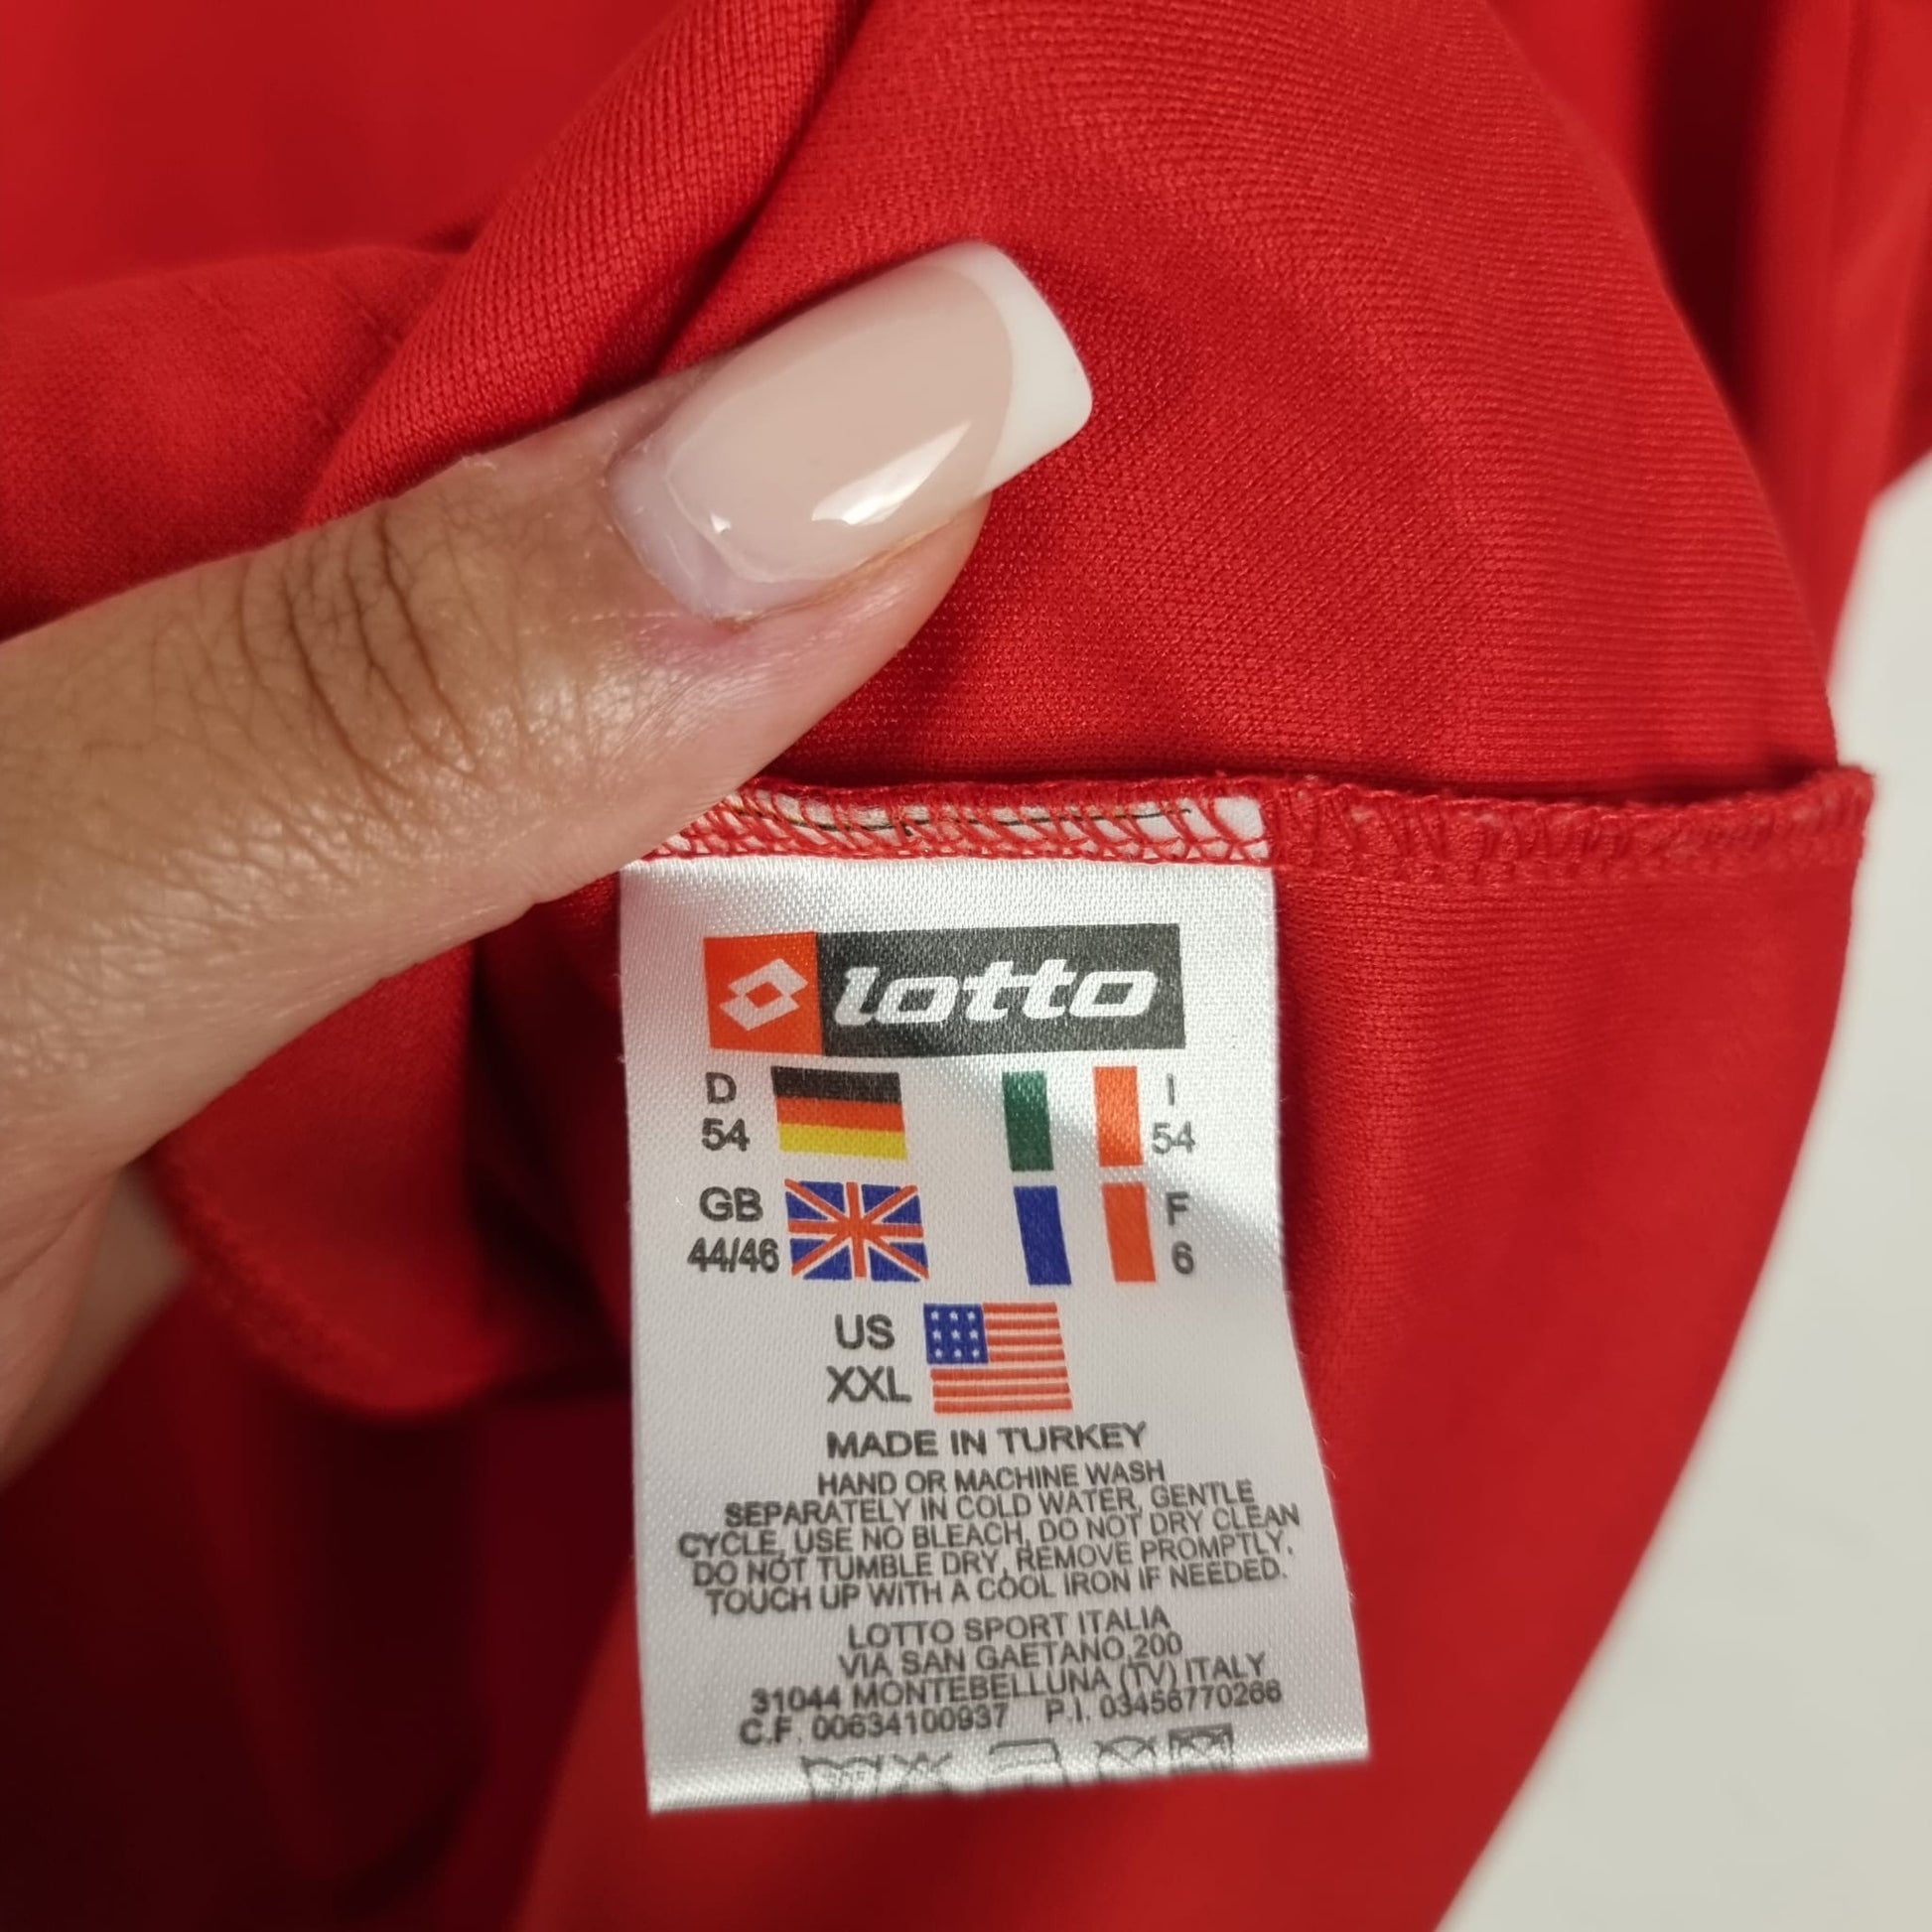 lotto
D I
54 54
GB F
44/46 6
US
XXL
MADE IN TURKEY
HAND OR MACHINE WASH
SEPARATELY IN COLD WATER, GENTLE
CYCLE, USE NO BLEACH, DO NOT DRY CLEAN
DO NOT TUMBLE DRY, REMOVE PROMPTLY.
TOUCH UP WITH A COOL IRON IF NEEDED.
LOTTO SPORT ITALIA
VIA SAN GAETANO,200
31044 MONTEBELLUNA (TV) ITALY
C.F. 00634100937 P.I. 03456770266